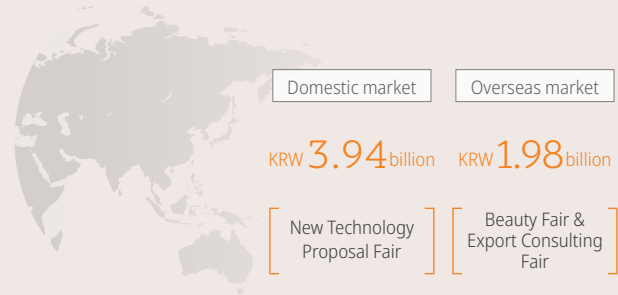 Domestic market
Overseas market
KRW 3.94 billion
KRW 1.98 billion
New Technology
Proposal Fair
Beauty Fair &
Export Consulting
Fair